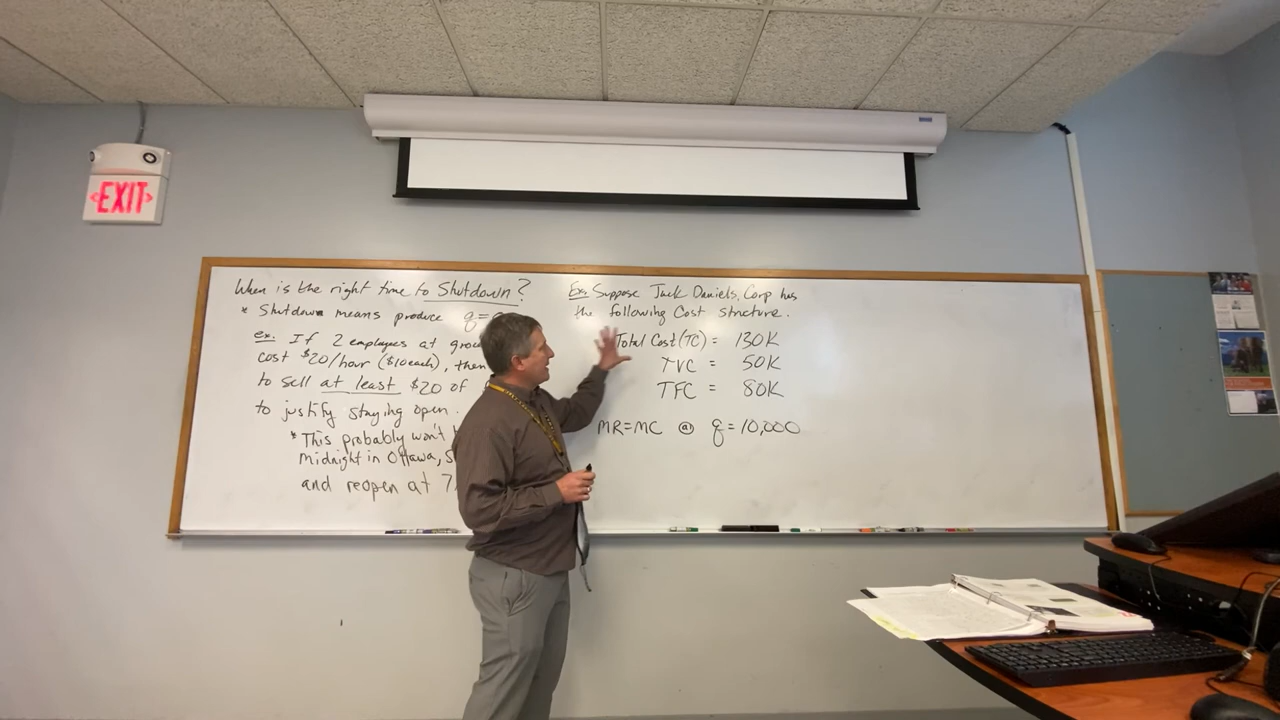 EXIT
When is the right time to Shutdown?
* Shutdown means produce q=
ex. If 2 employees at
cost $20/hour ($10 each), then
to sell at least $20 of
to justify staying open.
* This probably won't
midnight in Ottawa,
and reopen at 7
Ex. Suppose Jack Daniels, Corp has
the following Cost structure.
Total Cost (TC) = 130K
TVC = 50K
TFC = 80K
MR=MC @ q=10,000